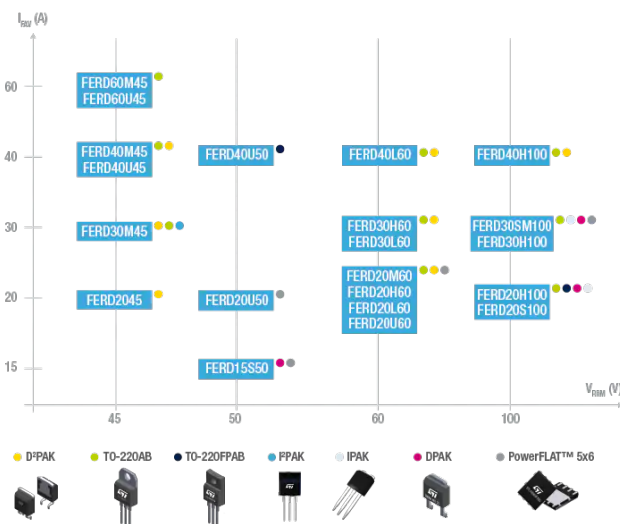 I_FAV (A)
60
FERD60M45
FERD60U45
40
FERD40M45
FERD40U45
FERD40U50
FERD40L60
FERD40H100
30
FERD30M45
FERD30H60
FERD30L60
FERD30SM100
FERD30H100
20
FERD2045
FERD20U50
FERD20M60
FERD20H60
FERD20L60
FERD20U60
FERD20H100
FERD20S100
15
FERD15S50
V_RRM (V)
45
50
60
100
D²PAK
TO-220AB
TO-220FPAB
I²PAK
IPAK
DPAK
PowerFLAT™ 5x6